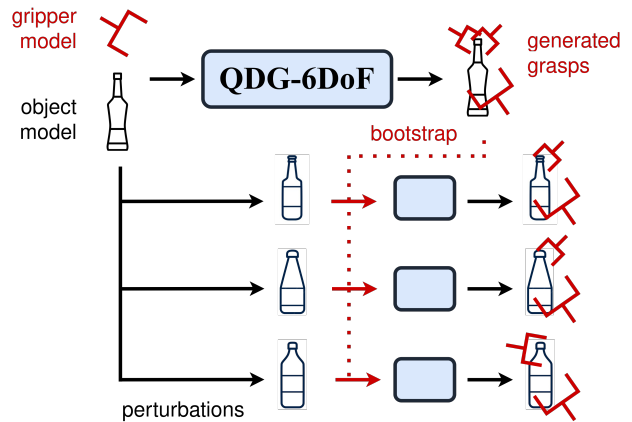 gripper
model
object
model
QDG-6DoF
generated
grasps
bootstrap
perturbations